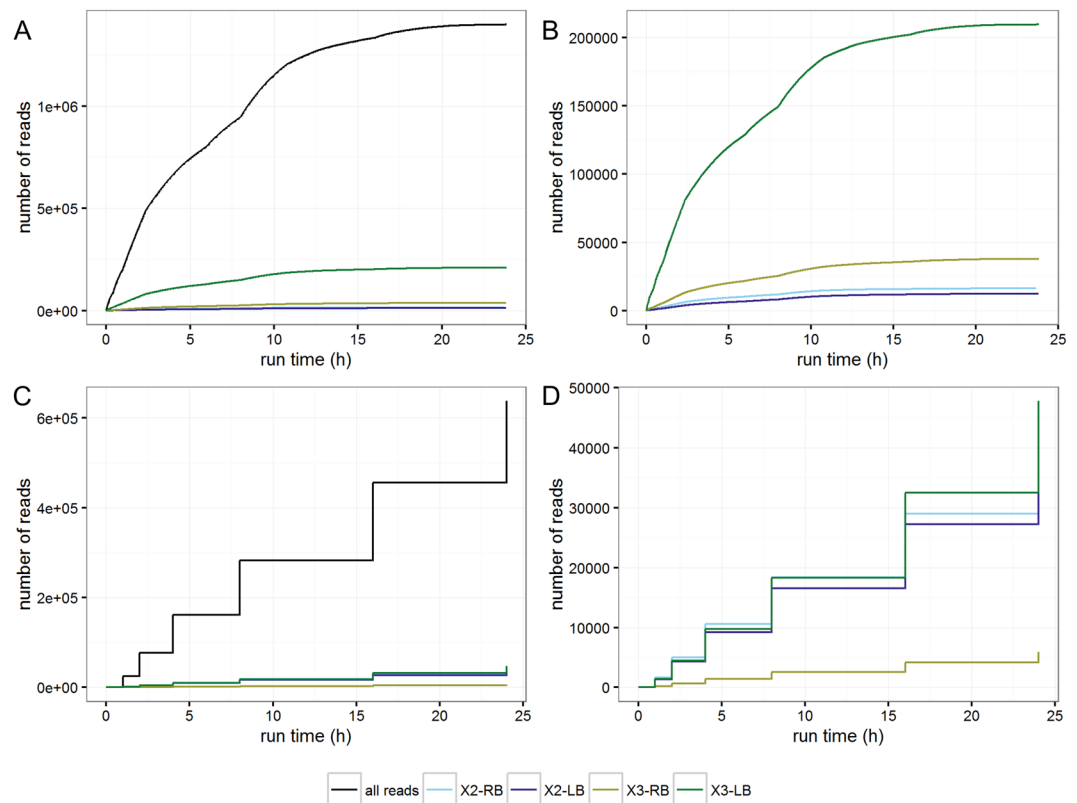 A
number of reads
1e+06
5e+05
0e+00
0 5 10 15 20 25
run time (h)
B
number of reads
200000
150000
100000
50000
0
0 5 10 15 20 25
run time (h)
C
number of reads
6e+05
4e+05
2e+05
0e+00
0 5 10 15 20 25
run time (h)
D
number of reads
50000
40000
30000
20000
10000
0
0 5 10 15 20 25
run time (h)
all reads X2-RB X2-LB X3-RB X3-LB